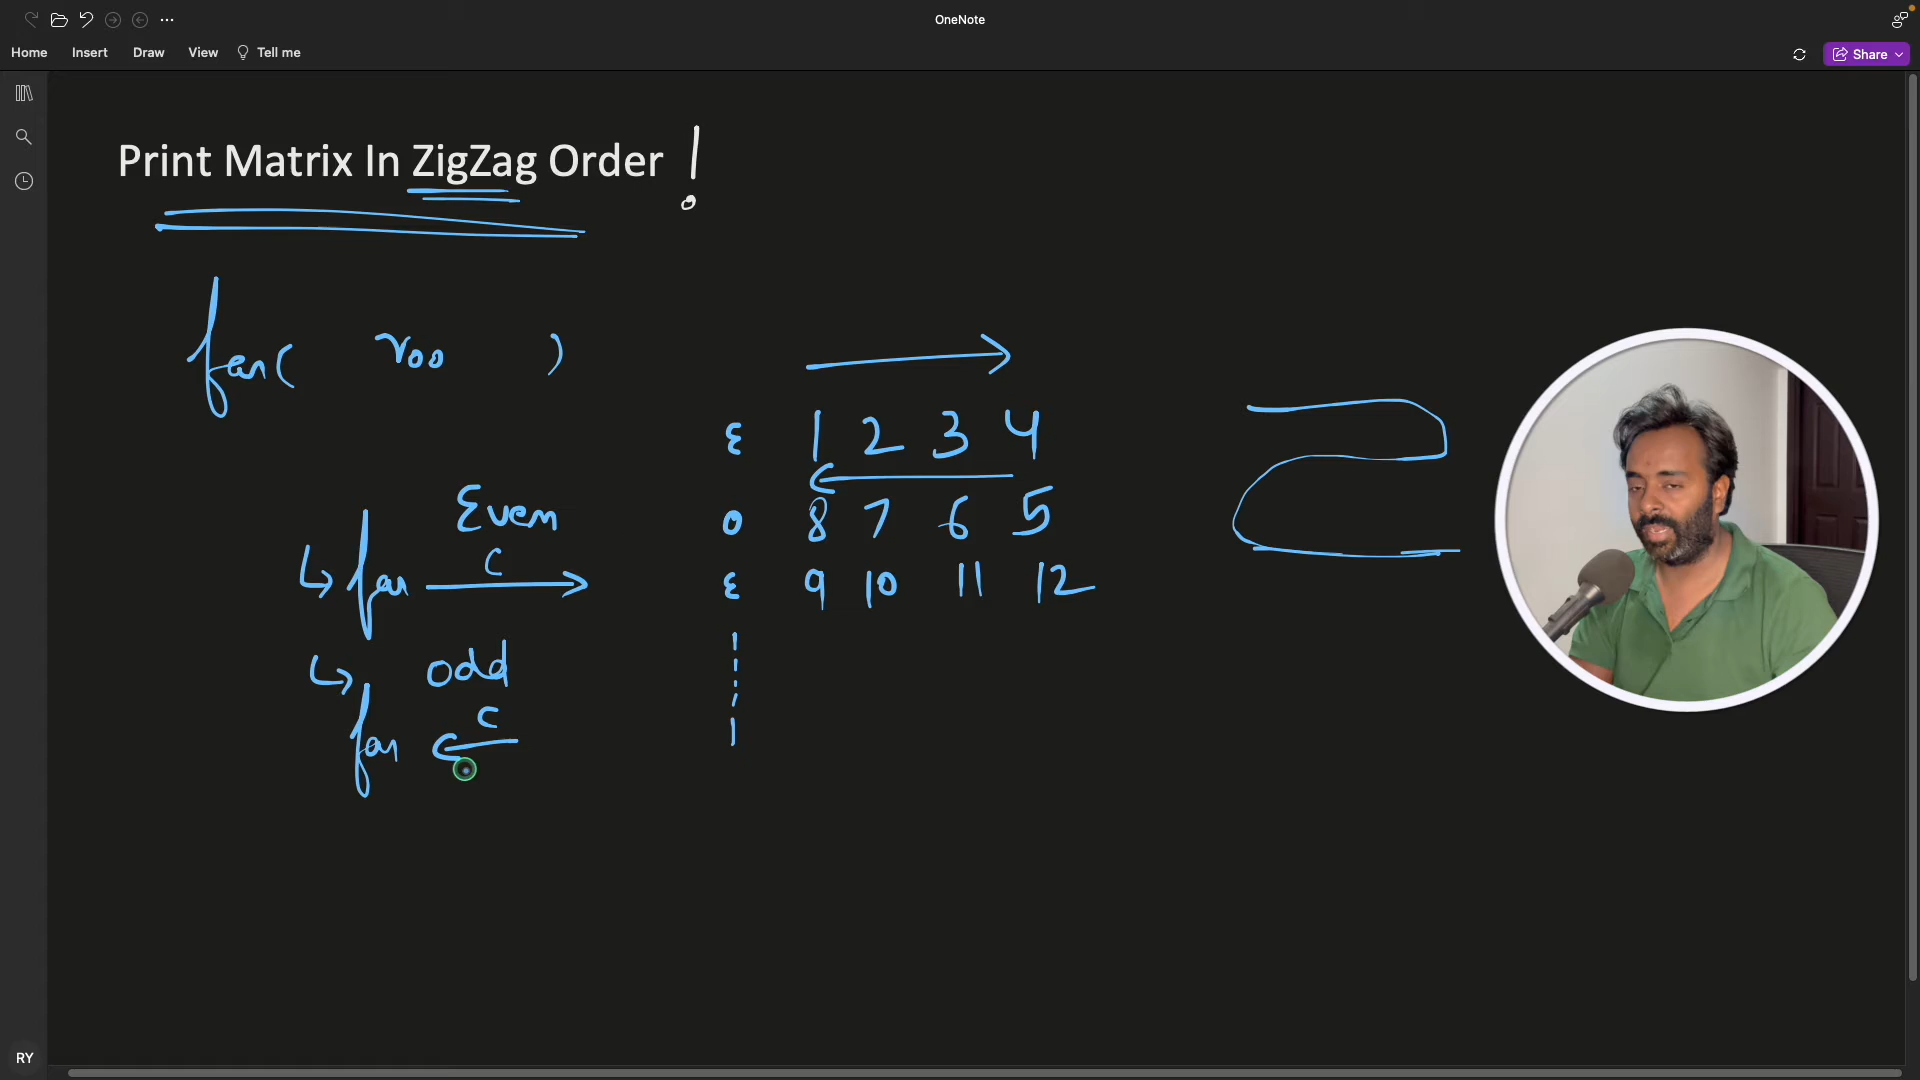 OneNote
Home Insert Draw View Tell me
Share
Print Matrix In ZigZag Order !
for( roo )
Ɛ 1 2 3 4
Even
O 8 7 6 5
C
for
Ɛ 9 10 11 12
odd
C
for
RY